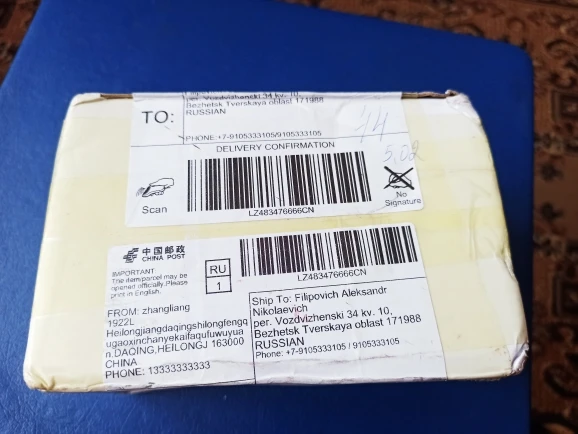 TO:
per. Vozdvizhenski 34 kv. 10,
Bezhetsk Tverskaya oblast 171988
RUSSIAN
PHONE: +7-9105333105/9105333105
DELIVERY CONFIRMATION
44
5,02
Scan
No
Signature
LZ483476666CN
中国邮政
CHINA POST
IMPORTANT:
The item/parcel may be
opened officially.Please
print in English.
RU
1
LZ483476666CN
FROM: zhangliang
1922L
Heilongjiangdaqingshilongfengq
ugaoxinchanyekaifaqufuwuyua
n,DAQING,HEILONGJ 163000
CHINA
PHONE: 13333333333
Ship To: Filipovich Aleksandr
Nikolaevich
per. Vozdvizhenski 34 kv. 10,
Bezhetsk Tverskaya oblast 171988
RUSSIAN
Phone: +7-9105333105 / 9105333105